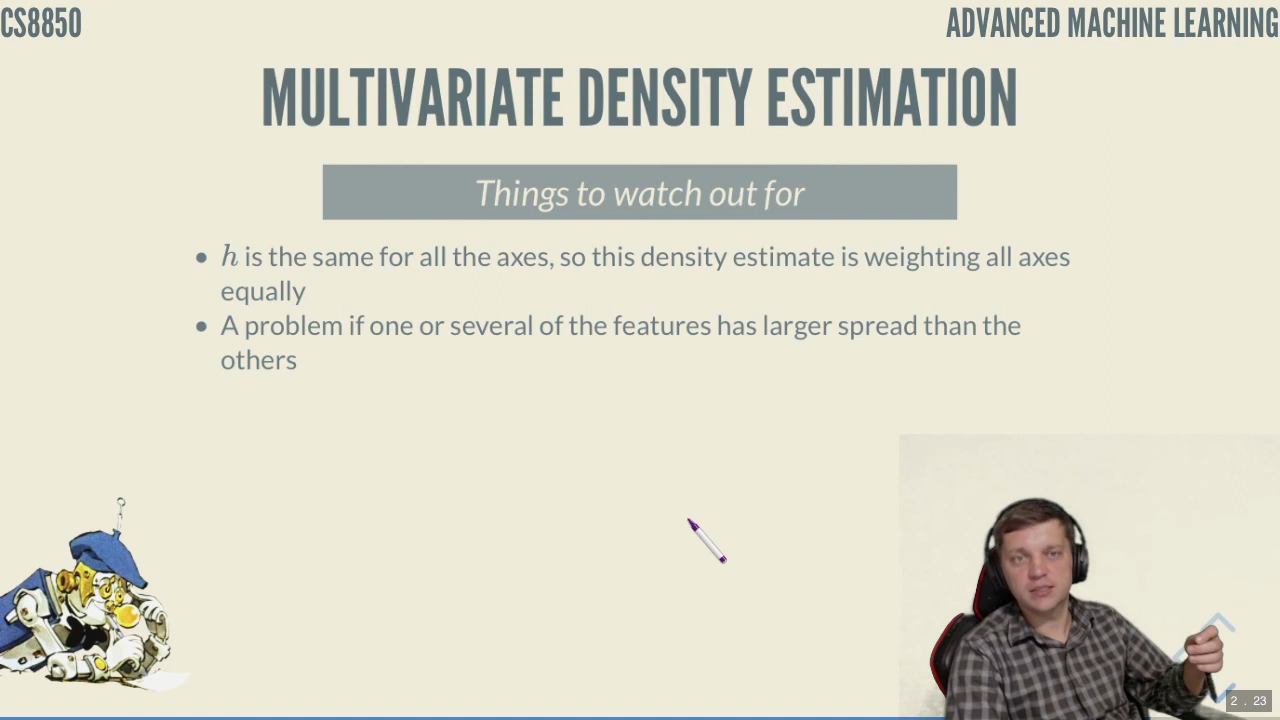 CS8850
ADVANCED MACHINE LEARNING
MULTIVARIATE DENSITY ESTIMATION
Things to watch out for
• h is the same for all the axes, so this density estimate is weighting all axes
equally
• A problem if one or several of the features has larger spread than the
others
2 . 23